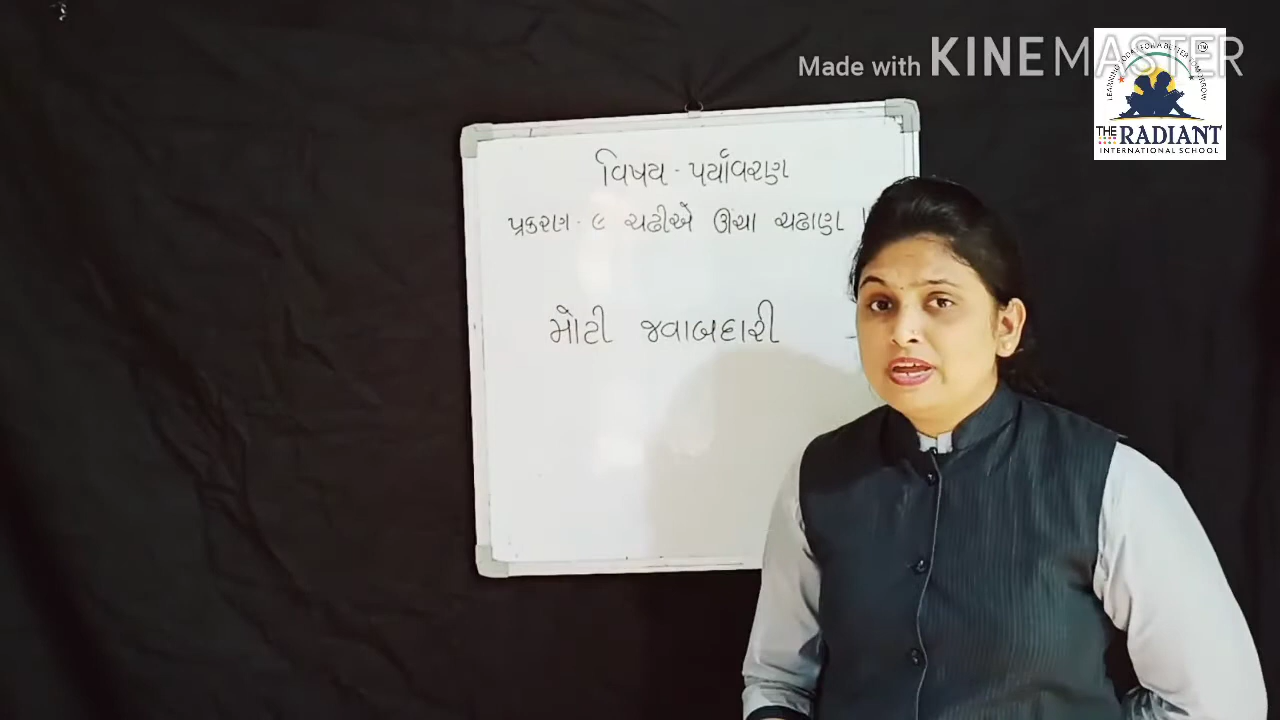 Made with KINEMASTER
THE RADIANT
INTERNATIONAL SCHOOL
વિષય - પર્યાવરણ
પ્રકરણ - ૯ ચઢીએ ઊંચા ચઢાણ
મોટી જવાબદારી